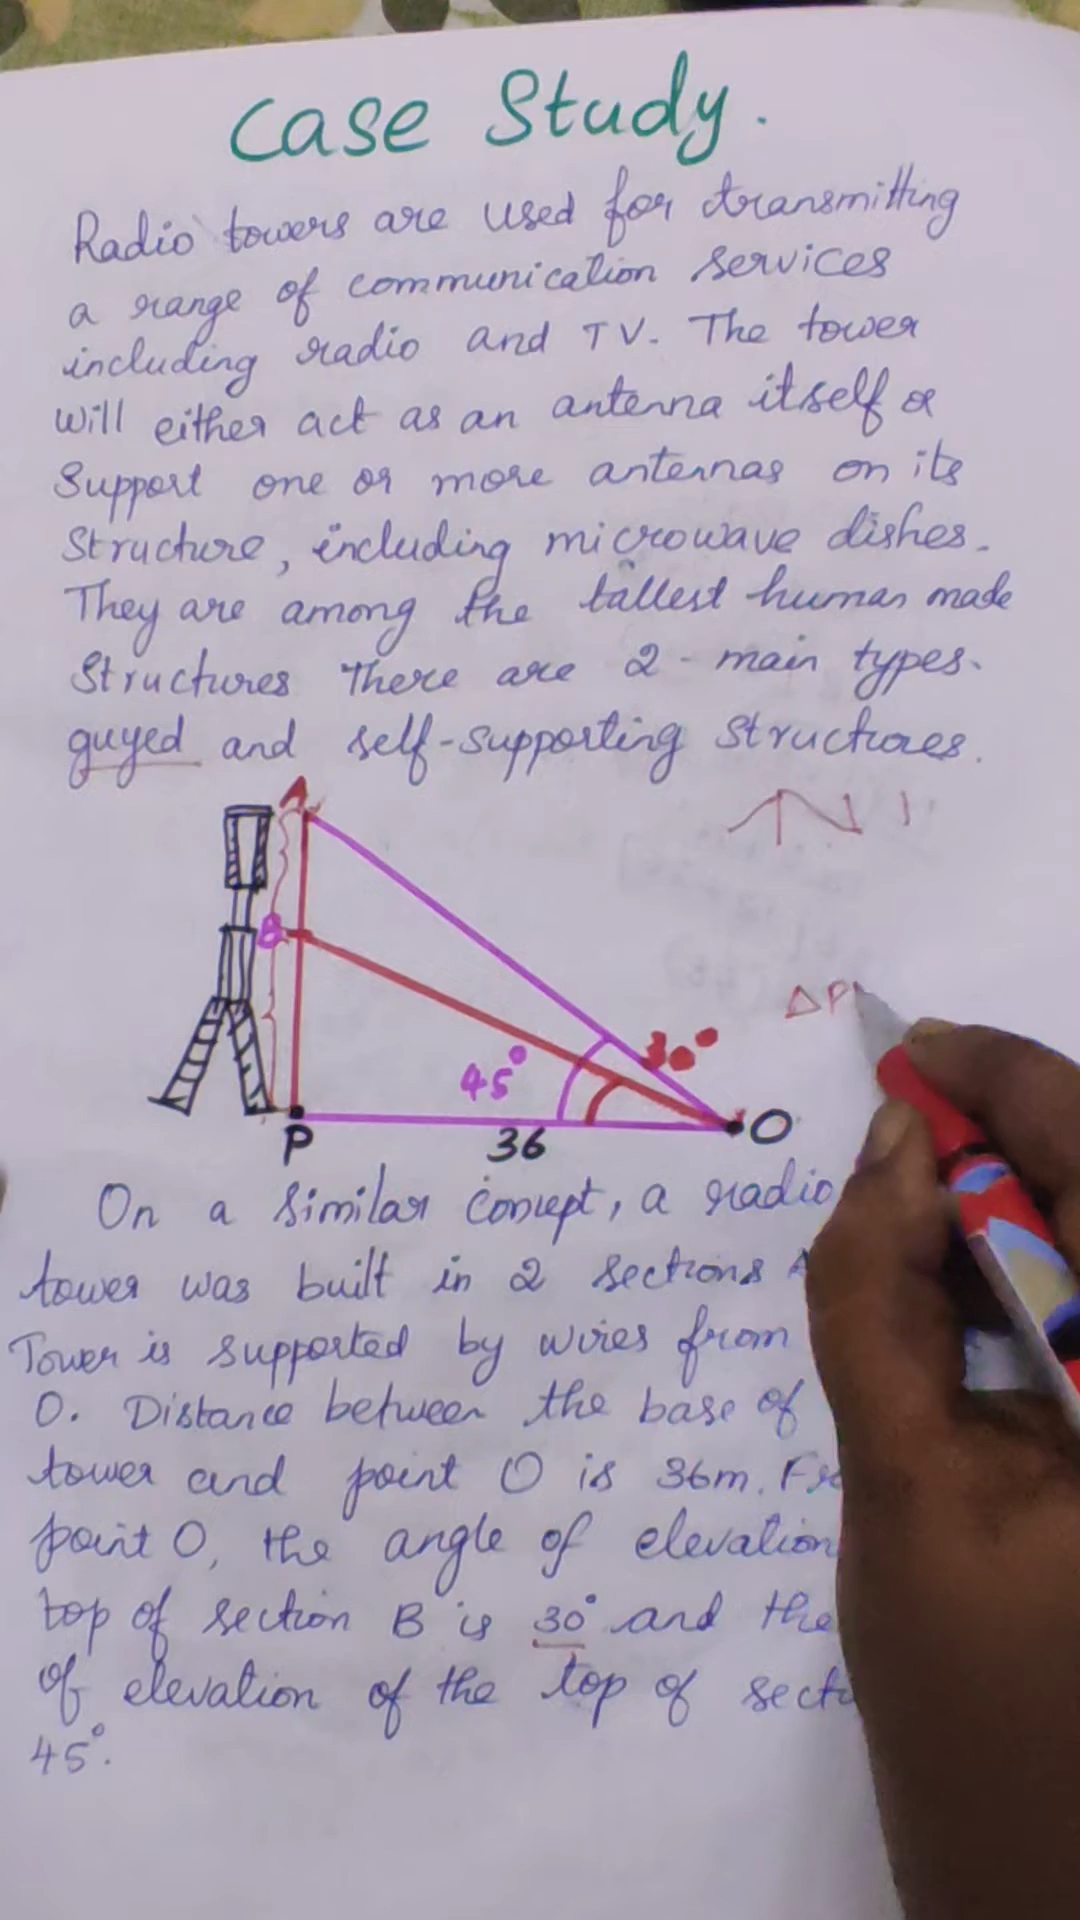 Case Study.
Radio towers are used for transmitting
a range of communication services
including radio and TV. The tower
will either act as an antenna itself or
support one or more antennas on its
structure, including microwave dishes.
They are among the tallest human made
structures There are 2 - main types.
guyed and self-supporting structures.
A
B
45°
30°
P
36
O
Δ P
On a similar concept, a radio
tower was built in 2 sections A
Tower is supported by wires from
O. Distance between the base of
tower and point O is 36m.
point O, the angle of elevation
top of section B is 30° and the
of elevation of the top of
45°.